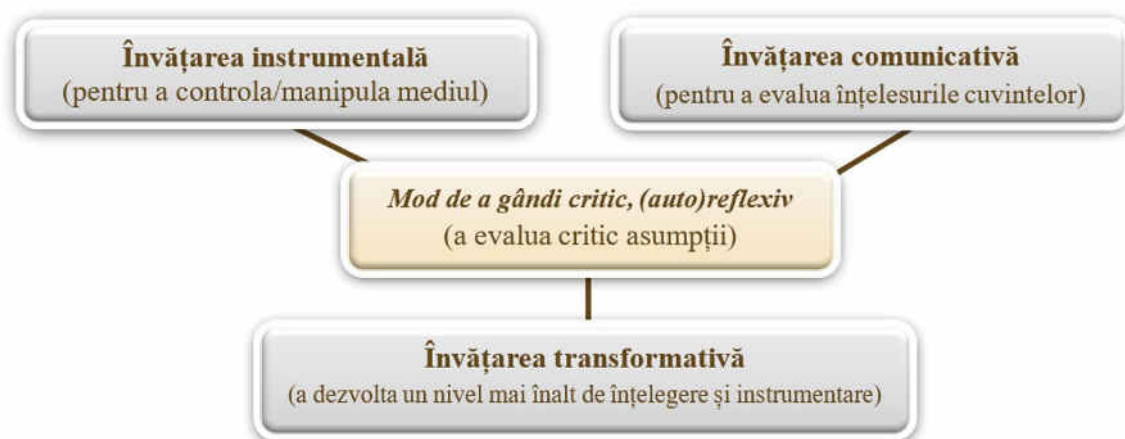 Învățarea instrumentală
(pentru a controla/manipula mediul)
Învățarea comunicativă
(pentru a evalua înțelesurile cuvintelor)
Mod de a gândi critic, (auto)reflexiv
(a evalua critic asumpții)
Învățarea transformativă
(a dezvolta un nivel mai înalt de înțelegere și instrumentare)